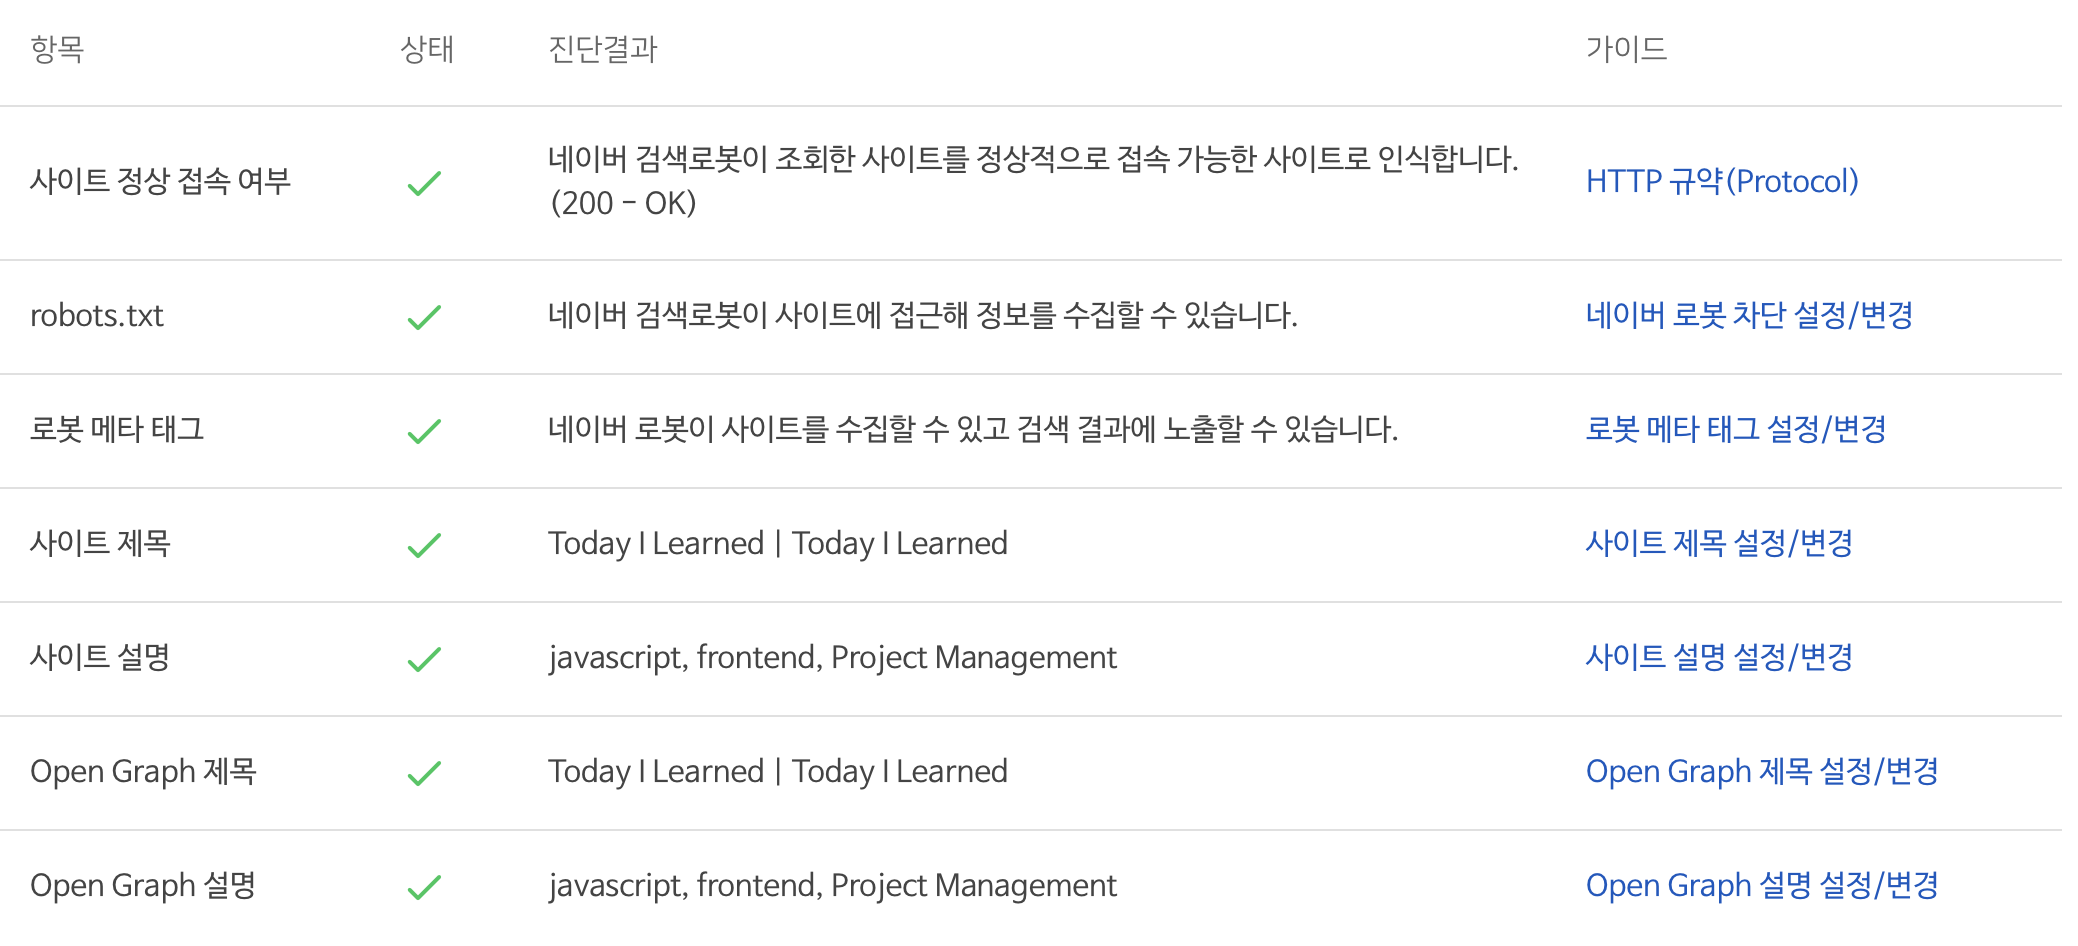 항목 상태 진단결과 가이드
사이트 정상 접속 여부 네이버 검색로봇이 조회한 사이트를 정상적으로 접속 가능한 사이트로 인식합니다. HTTP 규약(Protocol)
(200 - OK)
robots.txt 네이버 검색로봇이 사이트에 접근해 정보를 수집할 수 있습니다. 네이버 로봇 차단 설정/변경
로봇 메타 태그 네이버 로봇이 사이트를 수집할 수 있고 검색 결과에 노출할 수 있습니다. 로봇 메타 태그 설정/변경
사이트 제목 Today I Learned | Today I Learned 사이트 제목 설정/변경
사이트 설명 javascript, frontend, Project Management 사이트 설명 설정/변경
Open Graph 제목 Today I Learned | Today I Learned Open Graph 제목 설정/변경
Open Graph 설명 javascript, frontend, Project Management Open Graph 설명 설정/변경